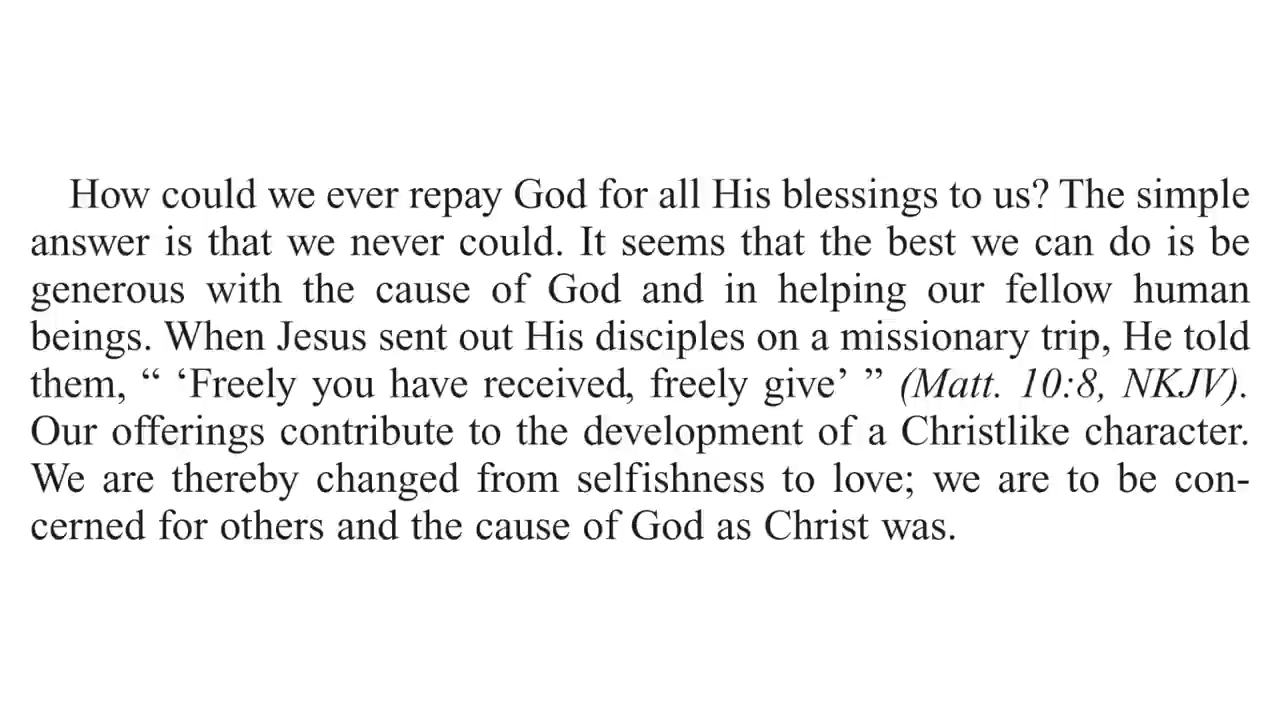 How could we ever repay God for all His blessings to us? The simple
answer is that we never could. It seems that the best we can do is be
generous with the cause of God and in helping our fellow human
beings. When Jesus sent out His disciples on a missionary trip, He told
them, “ ‘Freely you have received, freely give’ ” (Matt. 10:8, NKJV).
Our offerings contribute to the development of a Christlike character.
We are thereby changed from selfishness to love; we are to be con-
cerned for others and the cause of God as Christ was.